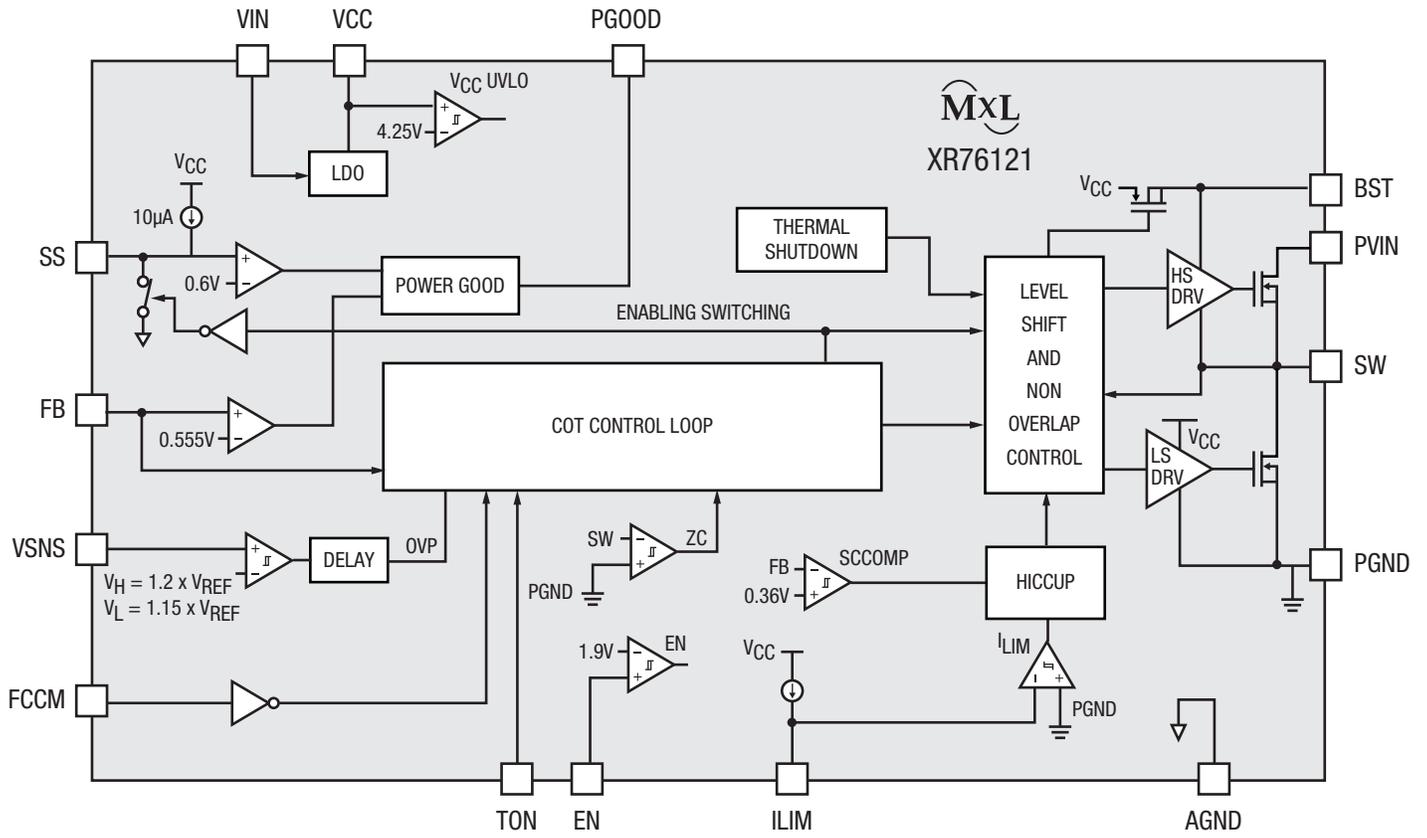 VIN
VCC
PGOOD
VCC UVLO
+
4.25V
−
LDO
MxL
XR76121
VCC
10µA
VCC
BST
SS
+
0.6V
−
POWER GOOD
THERMAL
SHUTDOWN
PVIN
HS
DRV
LEVEL
SHIFT
AND
NON
OVERLAP
CONTROL
ENABLING SWITCHING
SW
FB
+
0.555V
−
COT CONTROL LOOP
VCC
LS
DRV
VSNS
+
−
DELAY
OVP
VH = 1.2 x VREF
VL = 1.15 x VREF
SW
−
+
ZC
PGND
FB
−
0.36V
+
SCCOMP
HICCUP
PGND
1.9V
−
+
EN
VCC
ILIM
−
+
PGND
FCCM
TON
EN
ILIM
AGND